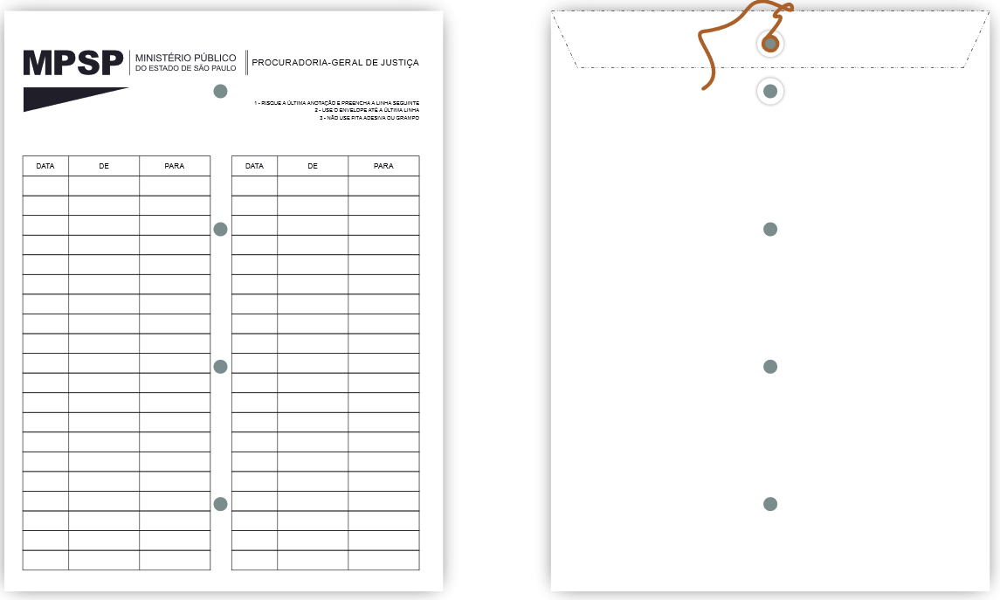 MPSP
MINISTÉRIO PÚBLICO
DO ESTADO DE SÃO PAULO
PROCURADORIA-GERAL DE JUSTIÇA
1 - RISQUE A ÚLTIMA ANOTAÇÃO E PREENCHA A LINHA SEGUINTE
2 - USE O ENVELOPE ATÉ A ÚLTIMA LINHA
3 - NÃO USE FITA ADESIVA OU GRAMPO
DATA DE PARA DATA DE PARA